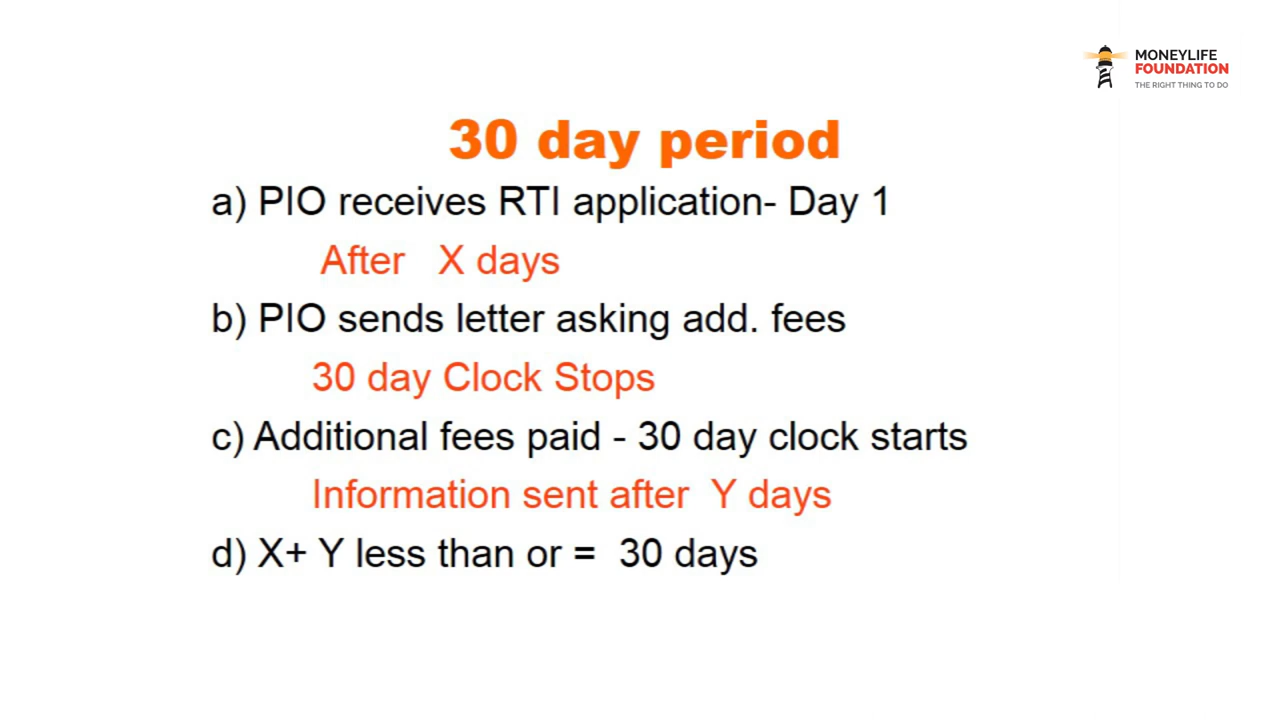 MONEYLIFE
FOUNDATION
THE RIGHT THING TO DO
30 day period
a) PIO receives RTI application- Day 1
After X days
b) PIO sends letter asking add. fees
30 day Clock Stops
c) Additional fees paid - 30 day clock starts
Information sent after Y days
d) X+ Y less than or = 30 days